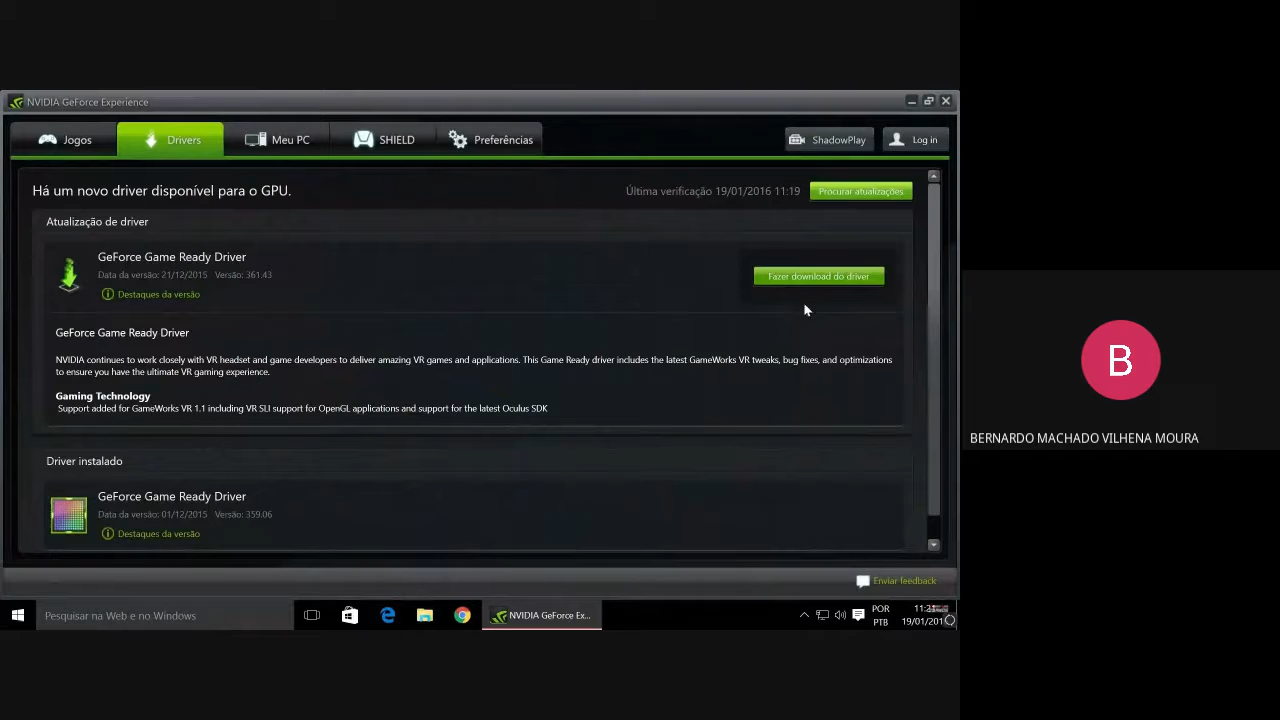 NVIDIA GeForce Experience
Jogos
Drivers
Meu PC
SHIELD
Preferências
ShadowPlay
Log in
Há um novo driver disponível para o GPU.
Última verificação 19/01/2016 11:19
Procurar atualizações
Atualização de driver
GeForce Game Ready Driver
Data da versão: 21/12/2015 Versão: 361.43
Destaques da versão
Fazer download do driver
GeForce Game Ready Driver
NVIDIA continues to work closely with VR headset and game developers to deliver amazing VR games and applications. This Game Ready driver includes the latest GameWorks VR tweaks, bug fixes, and optimizations
to ensure you have the ultimate VR gaming experience.
Gaming Technology
Support added for GameWorks VR 1.1 including VR SLI support for OpenGL applications and support for the latest Oculus SDK
Driver instalado
GeForce Game Ready Driver
Data da versão: 01/12/2015 Versão: 359.06
Destaques da versão
Enviar feedback
Pesquisar na Web e no Windows
NVIDIA GeForce Ex...
POR
PTB
B
BERNARDO MACHADO VILHENA MOURA